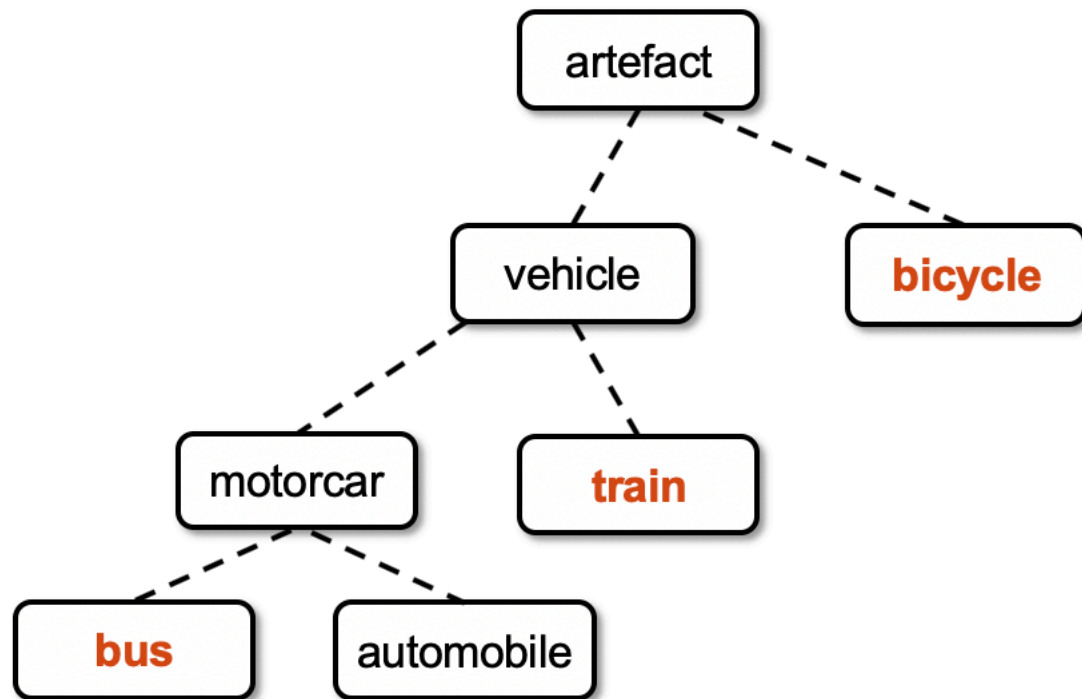 artefact
vehicle
bicycle
motorcar
train
bus
automobile